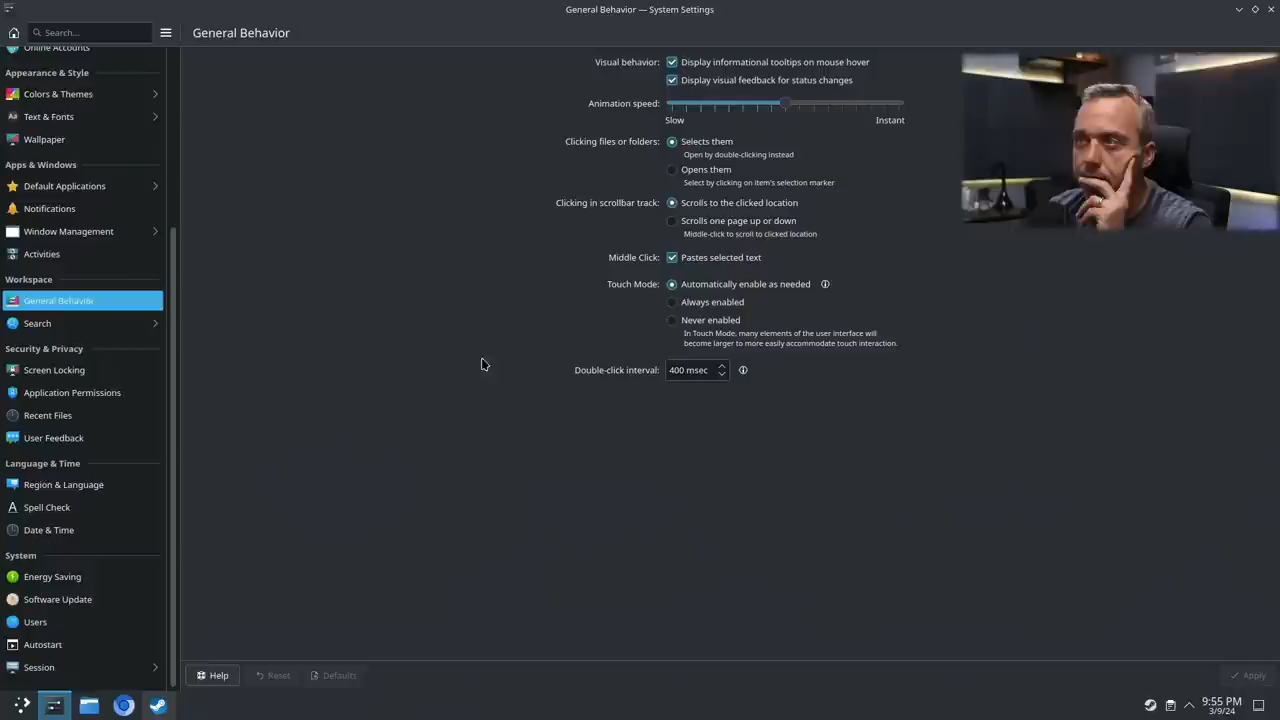 General Behavior — System Settings
Search...
General Behavior
Online Accounts
Appearance & Style
Colors & Themes
Text & Fonts
Wallpaper
Apps & Windows
Default Applications
Notifications
Window Management
Activities
Workspace
General Behavior
Search
Security & Privacy
Screen Locking
Application Permissions
Recent Files
User Feedback
Language & Time
Region & Language
Spell Check
Date & Time
System
Energy Saving
Software Update
Users
Autostart
Session
Visual behavior: Display informational tooltips on mouse hover
Display visual feedback for status changes
Animation speed:
Slow Instant
Clicking files or folders: Selects them
Open by double-clicking instead
Opens them
Select by clicking on item's selection marker
Clicking in scrollbar track: Scrolls to the clicked location
Scrolls one page up or down
Middle-click to scroll to clicked location
Middle Click: Pastes selected text
Touch Mode: Automatically enable as needed
Always enabled
Never enabled
In Touch Mode, many elements of the user interface will
become larger to more easily accommodate touch interaction.
Double-click interval: 400 msec
Help Reset Defaults Apply
9:55 PM
3/9/24